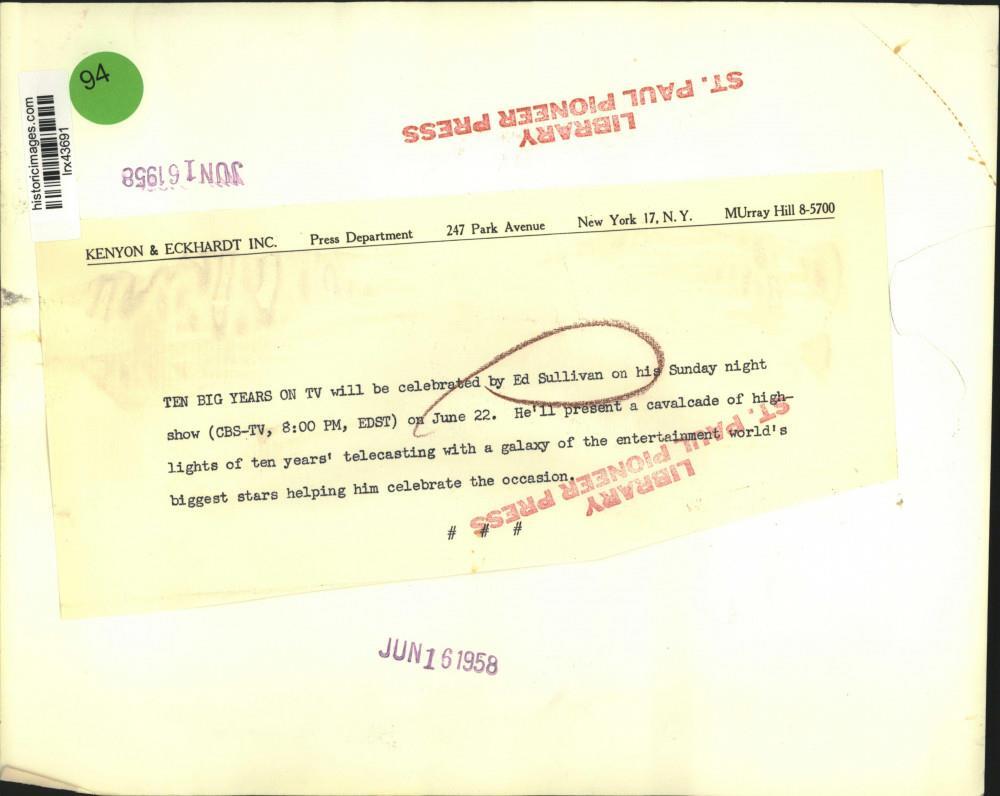 94
historicimages.com
lrx43691
ST. PAUL PIONEER PRESS
LIBRARY
JUN 16 1958
KENYON & ECKHARDT INC. Press Department 247 Park Avenue New York 17, N. Y. MUrray Hill 8-5700
TEN BIG YEARS ON TV will be celebrated by Ed Sullivan on his Sunday night
show (CBS-TV, 8:00 PM, EDST) on June 22. He'll present a cavalcade of high-
lights of ten years' telecasting with a galaxy of the entertainment world's
biggest stars helping him celebrate the occasion.
# # #
ST. PAUL PIONEER PRESS
LIBRARY
JUN 16 1958